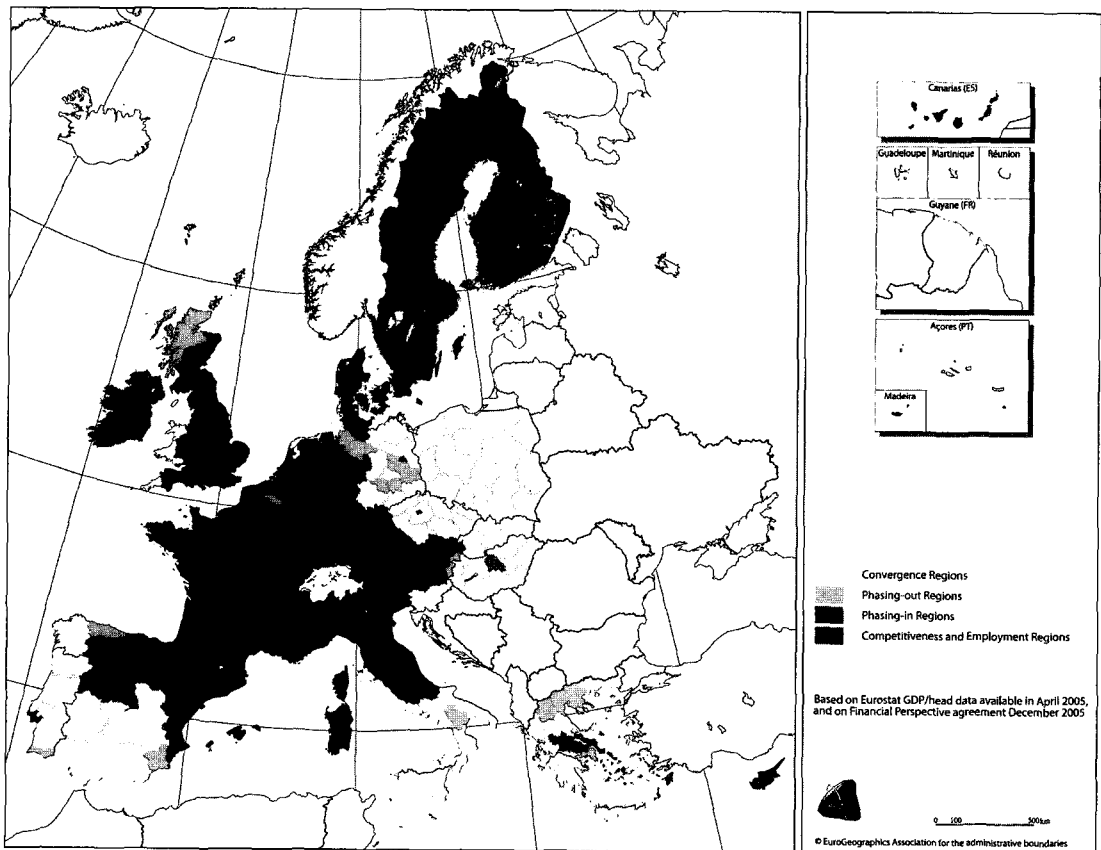 Canarias (ES)
Guadeloupe
Martinique
Réunion
Guyane (FR)
Açores (PT)
Madeira
Convergence Regions
Phasing-out Regions
Phasing-in Regions
Competitiveness and Employment Regions
Based on Eurostat GDP/head data available in April 2005,
and on Financial Perspective agreement December 2005
0 100 500 km
© EuroGeographics Association for the administrative boundaries